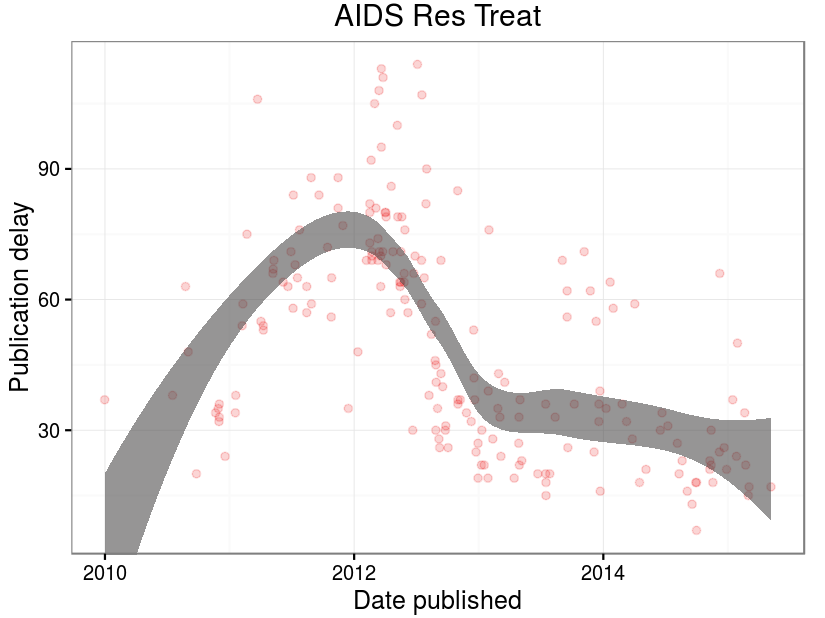 AIDS Res Treat
Publication delay
90
60
30
2010 2012 2014
Date published